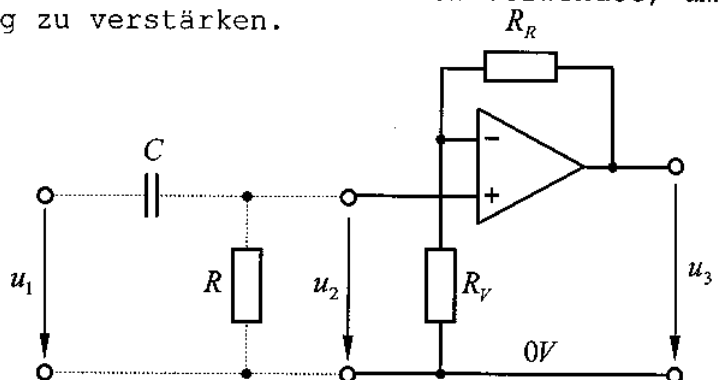 g zu verstärken.
R_R
C
−
+
u_1
R
u_2
R_V
u_3
0V